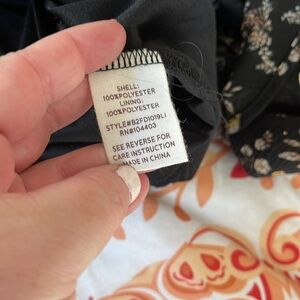 SHELL:
100%POLYESTER
LINING:
100%POLYESTER
STYLE#B2FD1019LI
RN#104403
SEE REVERSE FOR
CARE INSTRUCTION
MADE IN CHINA